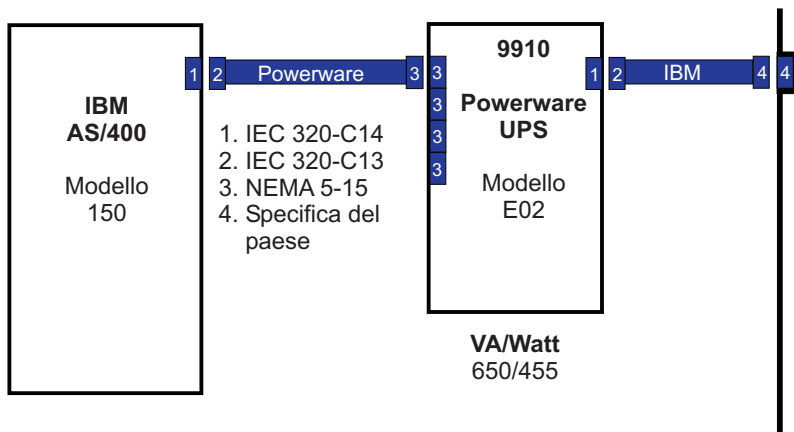 IBM
AS/400
Modello
150
1
2
Powerware
3
1. IEC 320-C14
2. IEC 320-C13
3. NEMA 5-15
4. Specifica del
paese
3
3
3
3
9910
Powerware
UPS
Modello
E02
1
2
IBM
4
4
VA/Watt
650/455